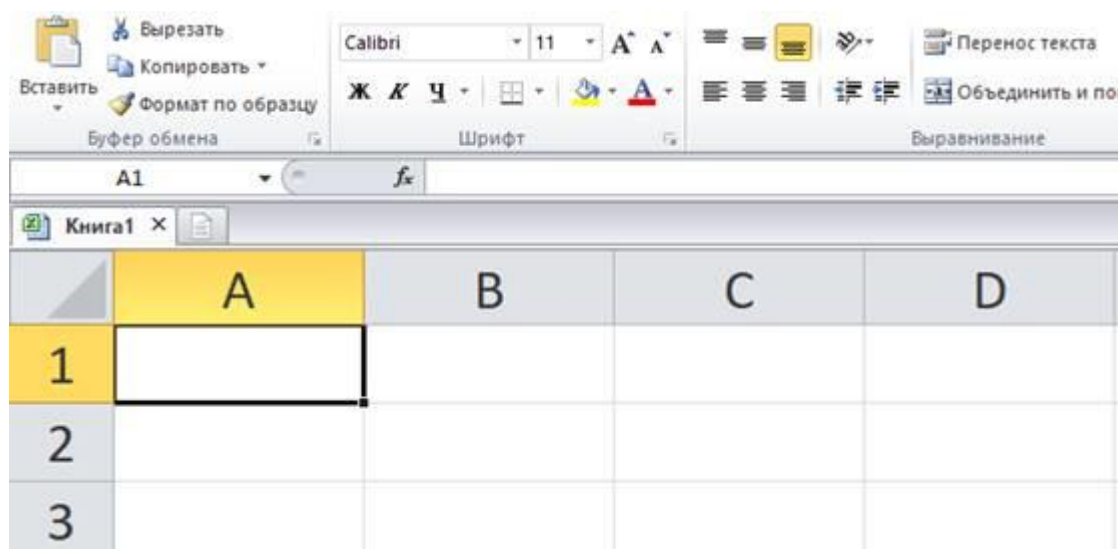 Вставить
Вырезать
Копировать
Формат по образцу
Буфер обмена
Calibri 11 А А
Ж К Ч А
Шрифт
Перенос текста
Объединить и по
Выравнивание
A1 fx
Книга1
A B C D
1
2
3